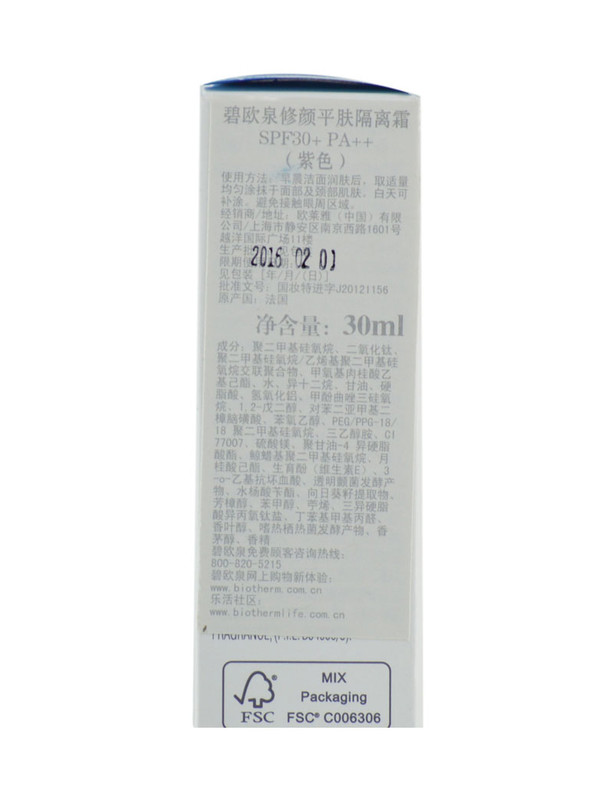 碧欧泉修颜平肤隔离霜
SPF30+ PA++
（紫色）
使用方法：早晨洁面润肤后，取适量
均匀涂抹于面部及颈部肌肤，白天可
补涂，避免接触眼周区域。
经销商/地址：欧莱雅（中国）有限
公司/上海市静安区南京西路1601号
越洋国际广场11楼
生产批
2016 02 01
限期使
见包装［年/月/(日)］
批准文号：国妆特进字J20121156
原产国：法国
净含量：30ml
成分：聚二甲基硅氧烷、二氧化钛、
聚二甲基硅氧烷/乙烯基聚二甲基硅
氧烷交联聚合物、甲氧基肉桂酸乙
基己酯、水、异十二烷、甘油、硬
脂酸、氢氧化铝、甲酚曲唑三硅氧
烷、1,2-戊二醇、对苯二亚甲基二
樟脑磺酸、苯氧乙醇、PEG/PPG-18/
18 聚二甲基硅氧烷、三乙醇胺、CI
77007、硫酸镁、聚甘油-4 异硬脂
酸酯、鲸蜡基聚二甲基硅氧烷、月
桂酸己酯、生育酚（维生素E）、3
-o-乙基抗坏血酸、透明颤菌发酵产
物、水杨酸苄酯、向日葵籽提取物、
芳樟醇、苯甲醇、甲烯、三异硬脂
酸异丙氧钛盐、丁苯基甲基丙醛、
香叶醇、嗜热栖热菌发酵产物、香
茅醇、香精
碧欧泉免费顾客咨询热线：
800-820-5215
碧欧泉网上购物新体验：
www.biotherm.com.cn
乐活社区：
www.biothermlife.com.cn
MIX
Packaging
FSC® C006306
FSC